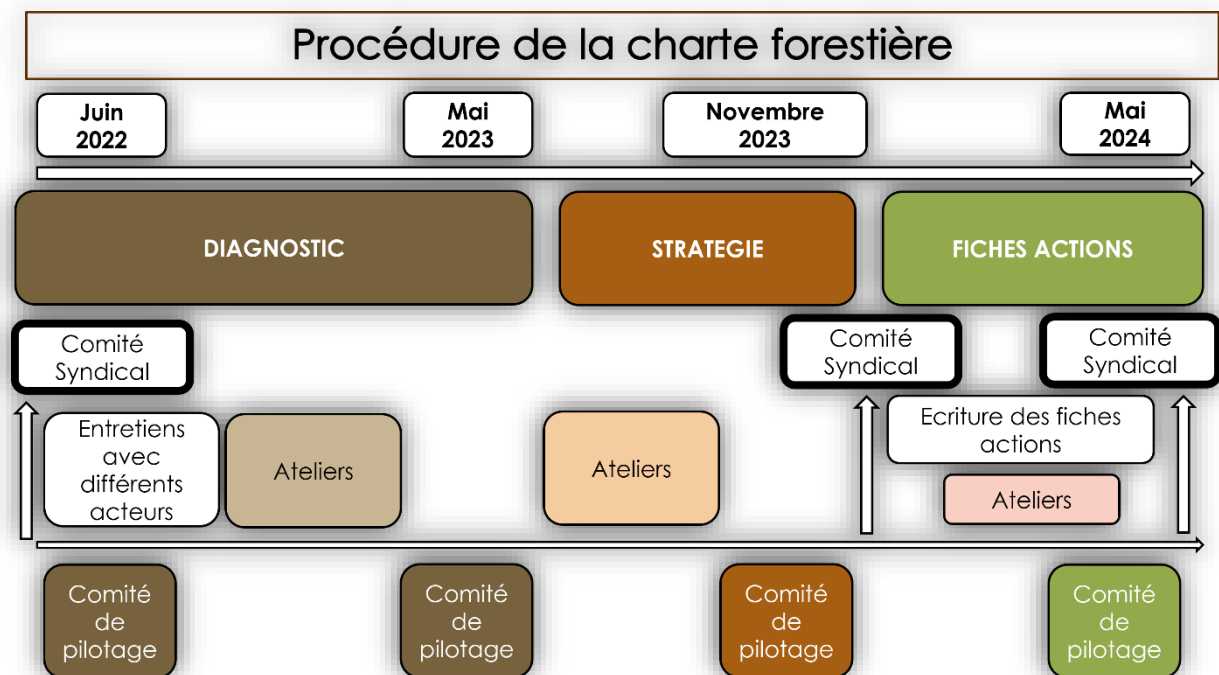 Procédure de la charte forestière
Juin
2022
Mai
2023
Novembre
2023
Mai
2024
DIAGNOSTIC
STRATEGIE
FICHES ACTIONS
Comité
Syndical
Comité
Syndical
Comité
Syndical
Entretiens
avec
différents
acteurs
Ateliers
Ateliers
Ecriture des fiches
actions
Ateliers
Comité
de
pilotage
Comité
de
pilotage
Comité
de
pilotage
Comité
de
pilotage